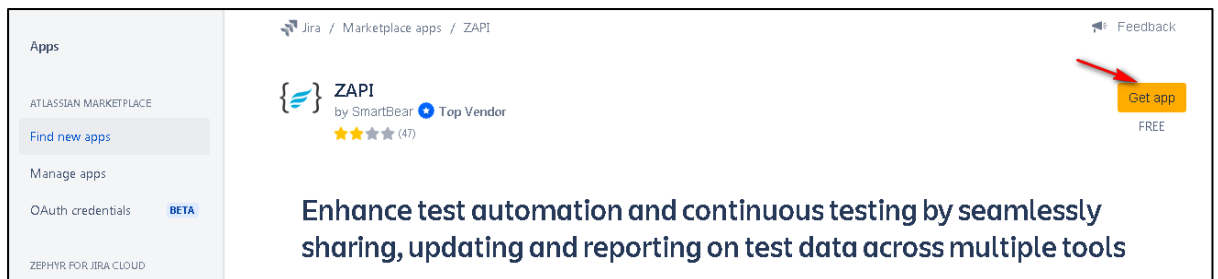 Apps
ATLASSIAN MARKETPLACE
Find new apps
Manage apps
OAuth credentials BETA
ZEPHYR FOR JIRA CLOUD
Jira / Marketplace apps / ZAPI
Feedback
ZAPI
by SmartBear Top Vendor
(47)
Get app
FREE
Enhance test automation and continuous testing by seamlessly
sharing, updating and reporting on test data across multiple tools